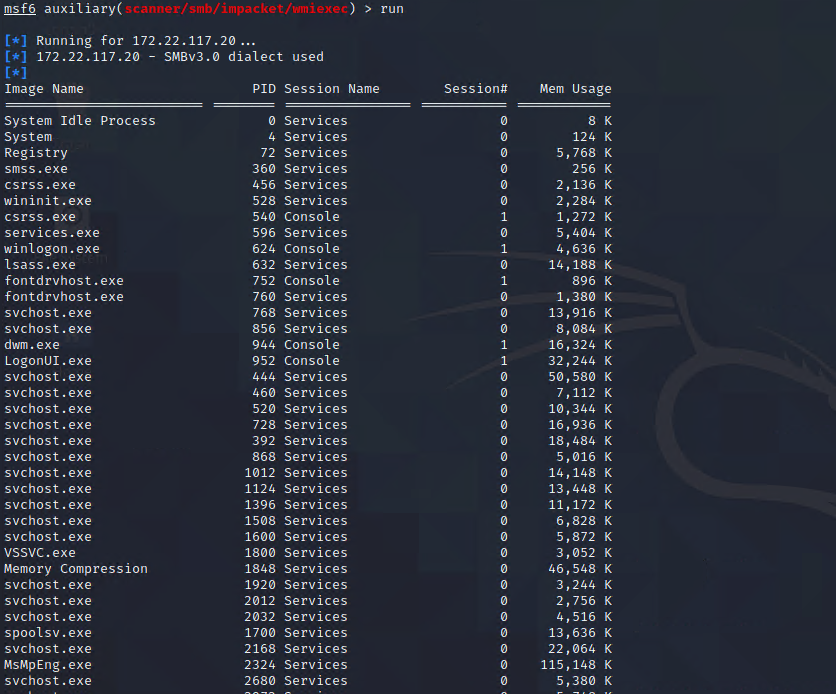 msf6 auxiliary(scanner/smb/impacket/wmiexec) > run
[*] Running for 172.22.117.20...
[*] 172.22.117.20 - SMBv3.0 dialect used
[*]
Image Name PID Session Name Session# Mem Usage
========================= ======== ================ =========== ============
System Idle Process 0 Services 0 8 K
System 4 Services 0 124 K
Registry 72 Services 0 5,768 K
smss.exe 360 Services 0 256 K
csrss.exe 456 Services 0 2,136 K
wininit.exe 528 Services 0 2,284 K
csrss.exe 540 Console 1 1,272 K
services.exe 596 Services 0 5,404 K
winlogon.exe 624 Console 1 4,636 K
lsass.exe 632 Services 0 14,188 K
fontdrvhost.exe 752 Console 1 896 K
fontdrvhost.exe 760 Services 0 1,380 K
svchost.exe 768 Services 0 13,916 K
svchost.exe 856 Services 0 8,084 K
dwm.exe 944 Console 1 16,324 K
LogonUI.exe 952 Console 1 32,244 K
svchost.exe 444 Services 0 50,580 K
svchost.exe 460 Services 0 7,112 K
svchost.exe 520 Services 0 10,344 K
svchost.exe 728 Services 0 16,936 K
svchost.exe 392 Services 0 18,484 K
svchost.exe 868 Services 0 5,016 K
svchost.exe 1012 Services 0 14,148 K
svchost.exe 1124 Services 0 13,448 K
svchost.exe 1396 Services 0 11,172 K
svchost.exe 1508 Services 0 6,828 K
svchost.exe 1600 Services 0 5,872 K
VSSVC.exe 1800 Services 0 3,052 K
Memory Compression 1848 Services 0 46,548 K
svchost.exe 1920 Services 0 3,244 K
svchost.exe 2012 Services 0 2,756 K
svchost.exe 2032 Services 0 4,516 K
spoolsv.exe 1700 Services 0 13,636 K
svchost.exe 2168 Services 0 22,064 K
MsMpEng.exe 2324 Services 0 115,148 K
svchost.exe 2680 Services 0 5,380 K